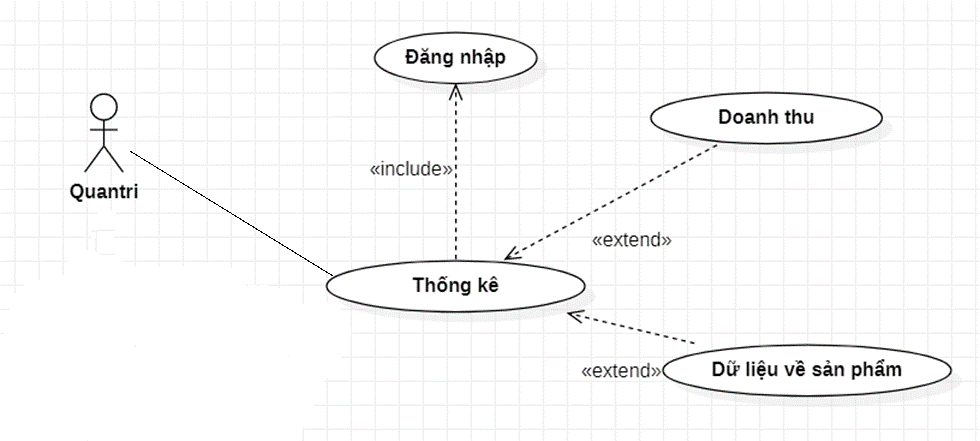 Đăng nhập
Doanh thu
«include»
Quantri
«extend»
Thống kê
«extend»
Dữ liệu về sản phẩm